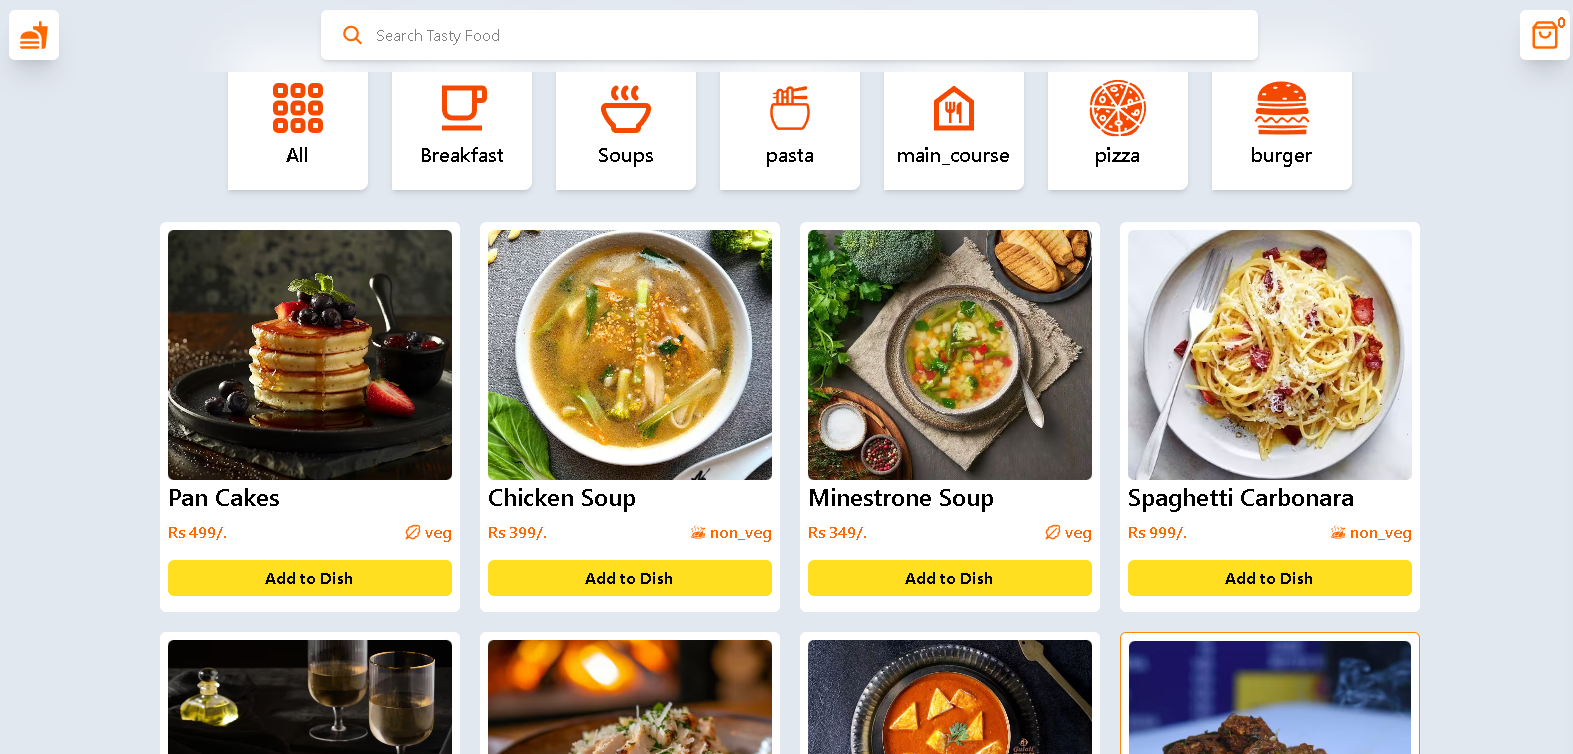 Search Tasty Food
0
All
Breakfast
Soups
pasta
main_course
pizza
burger
Pan Cakes
Rs 499/.
veg
Add to Dish
Chicken Soup
Rs 399/.
non_veg
Add to Dish
Minestrone Soup
Rs 349/.
veg
Add to Dish
Spaghetti Carbonara
Rs 999/.
non_veg
Add to Dish
Gulati